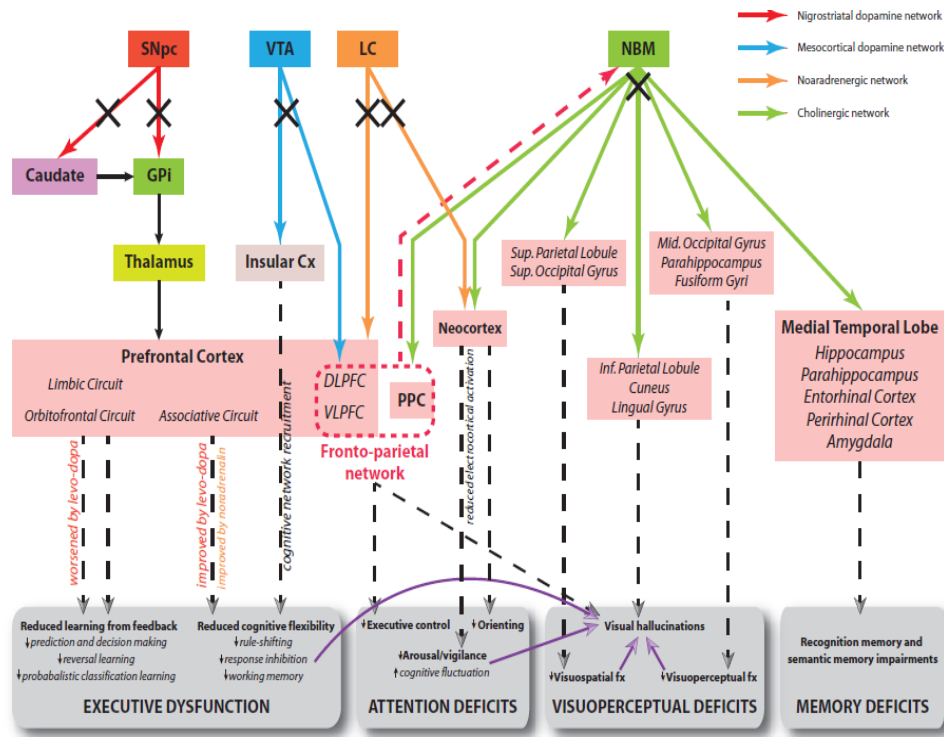 SNpc
VTA
LC
NBM
Nigrostriatal dopamine network
Mesocortical dopamine network
Noaradrenergic network
Cholinergic network
Caudate
GPi
Thalamus
Insular Cx
Sup. Parietal Lobule
Sup. Occipital Gyrus
Mid. Occipital Gyrus
Parahippocampus
Fusiform Gyri
Neocortex
Prefrontal Cortex
Limbic Circuit
Orbitofrontal Circuit
Associative Circuit
DLPFC
VLPFC
PPC
Fronto-parietal
network
Inf. Parietal Lobule
Cuneus
Lingual Gyrus
Medial Temporal Lobe
Hippocampus
Parahippocampus
Entorhinal Cortex
Perirhinal Cortex
Amygdala
worsened by levo-dopa
improved by levo-dopa
improved by noradrenalin
cognitive network recruitment
reduced electrocortical activation
Reduced learning from feedback
↓prediction and decision making
↓reversal learning
↓probabalistic classification learning
Reduced cognitive flexibility
↓rule-shifting
↓response inhibition
↓working memory
EXECUTIVE DYSFUNCTION
↓Executive control
↓Orienting
↓Arousal/vigilance
↑ cognitive fluctuation
ATTENTION DEFICITS
Visual hallucinations
↓Visuospatial fx
↓Visuoperceptual fx
VISUOPERCEPTUAL DEFICITS
Recognition memory and
semantic memory impairments
MEMORY DEFICITS